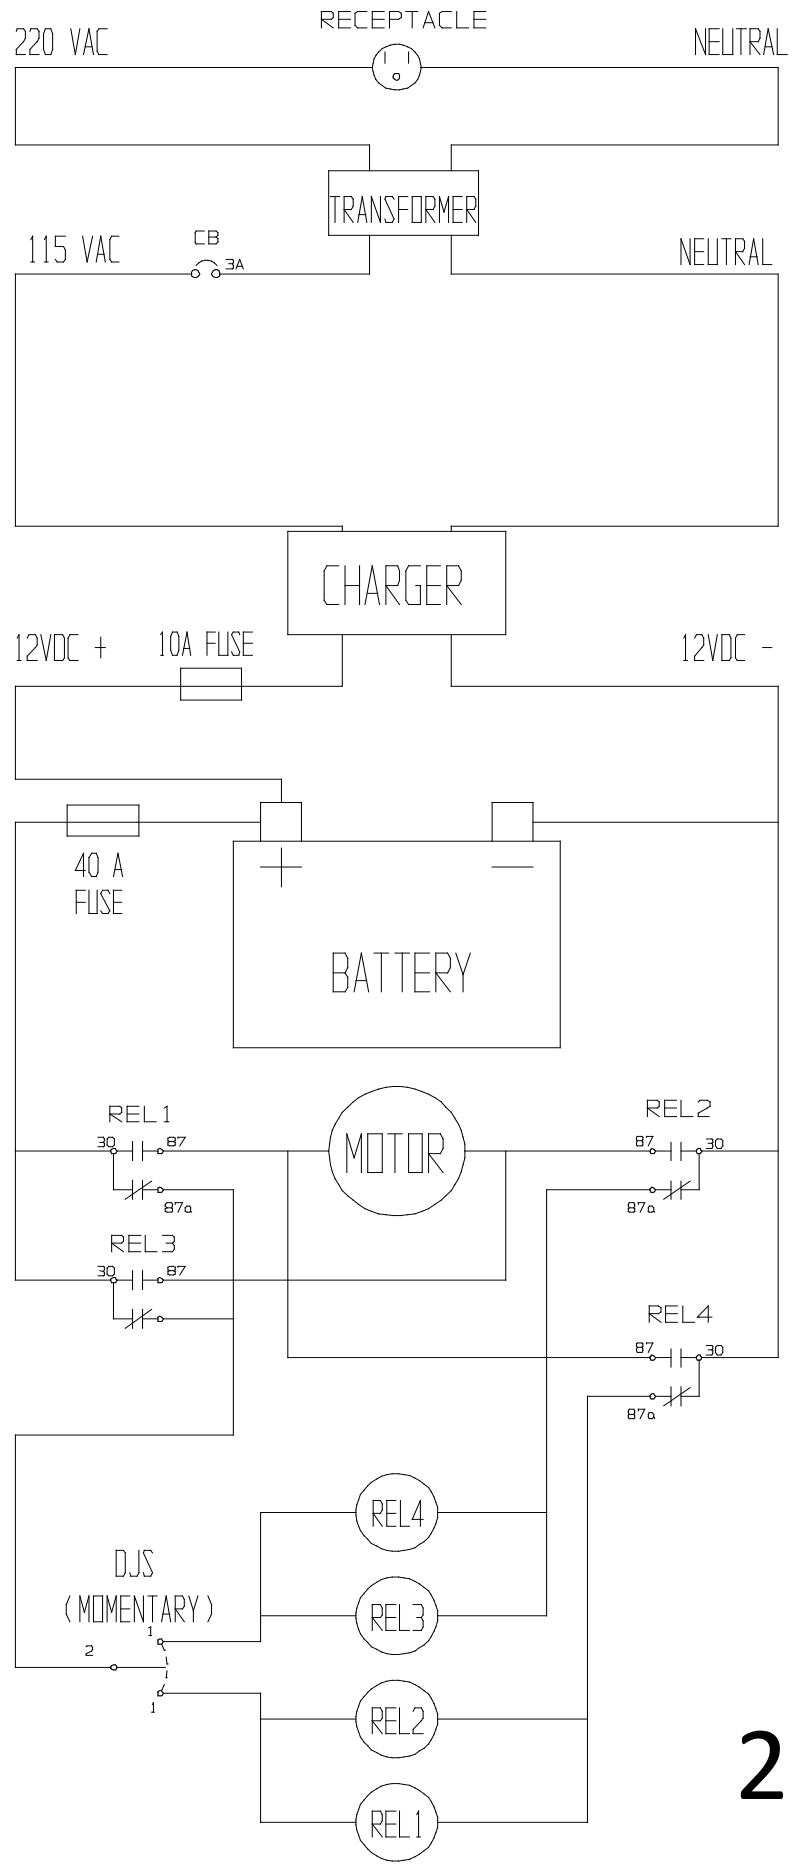 RECEPTACLE
220 VAC
NEUTRAL
TRANSFORMER
115 VAC
CB
3A
NEUTRAL
CHARGER
12VDC +
10A FUSE
12VDC -
40 A
FUSE
+
−
BATTERY
REL1
30
87
87a
MOTOR
REL2
87
30
87a
REL3
30
87
REL4
87
30
87a
REL4
DJS
(MOMENTARY)
REL3
1
2
1
REL2
REL1
2